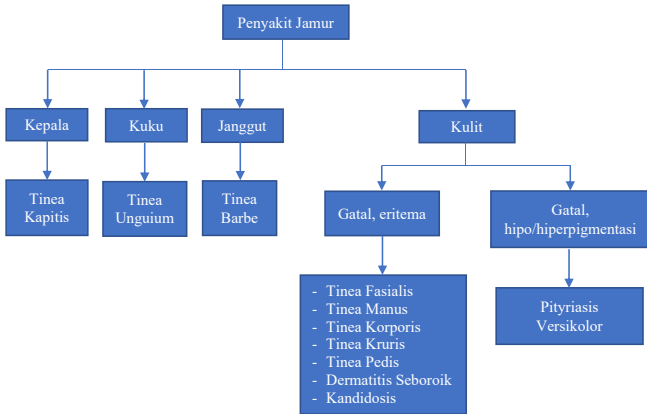 Penyakit Jamur
Kepala
Kuku
Janggut
Kulit
Tinea
Kapitis
Tinea
Unguium
Tinea
Barbe
Gatal, eritema
Gatal,
hipo/hiperpigmentasi
- Tinea Fasialis
- Tinea Manus
- Tinea Korporis
- Tinea Kruris
- Tinea Pedis
- Dermatitis Seboroik
- Kandidosis
Pityriasis
Versikolor